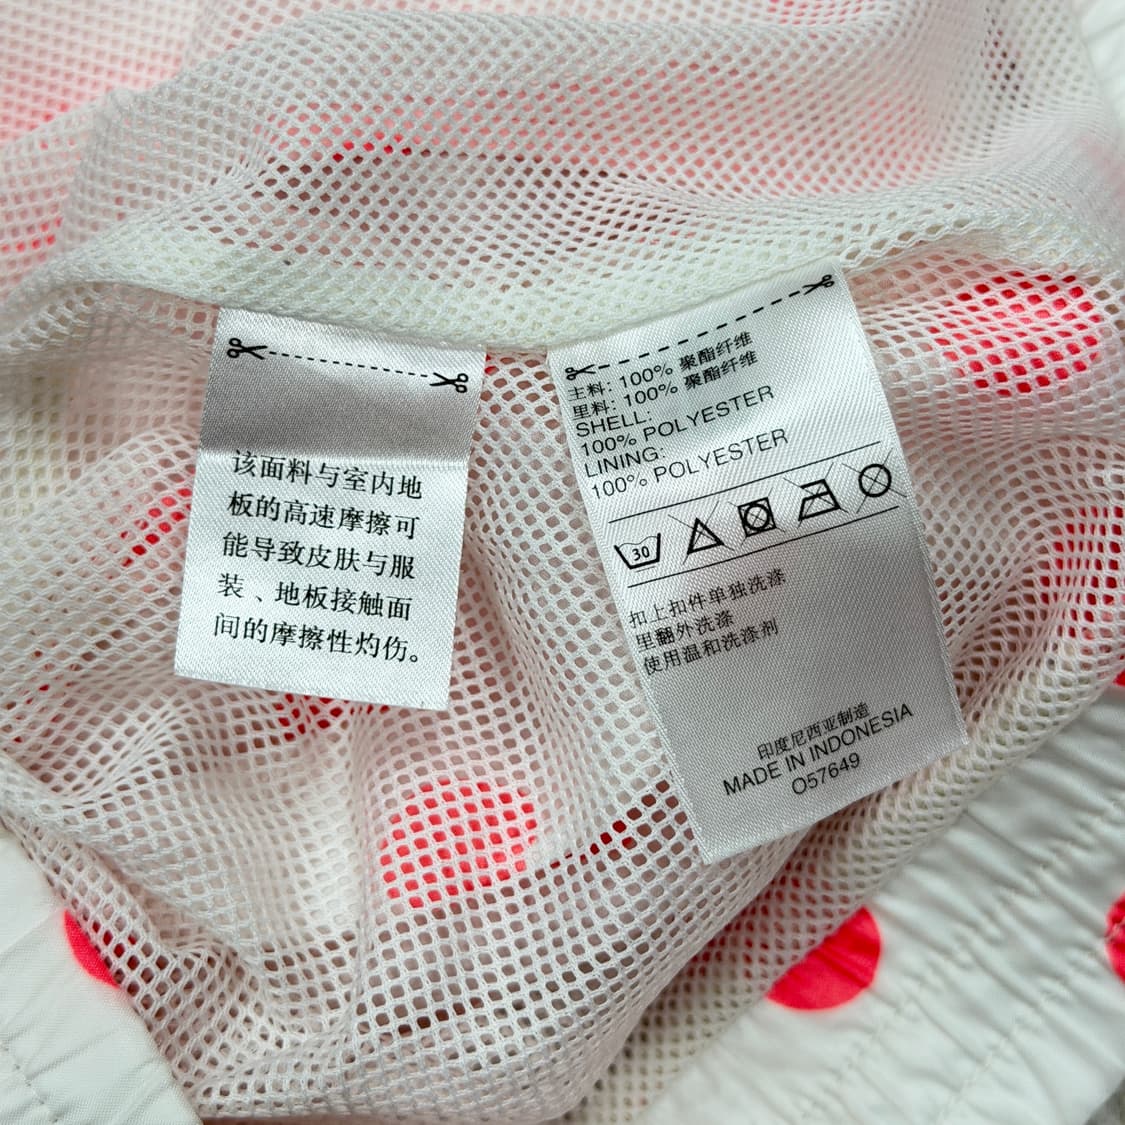 该面料与室内地
板的高速摩擦可
能导致皮肤与服
装、地板接触面
间的摩擦性灼伤。
主料: 100% 聚酯纤维
里料: 100% 聚酯纤维
SHELL:
100% POLYESTER
LINING:
100% POLYESTER
30
扣上扣件单独洗涤
里翻外洗涤
使用温和洗涤剂
印度尼西亚制造
MADE IN INDONESIA
O57649